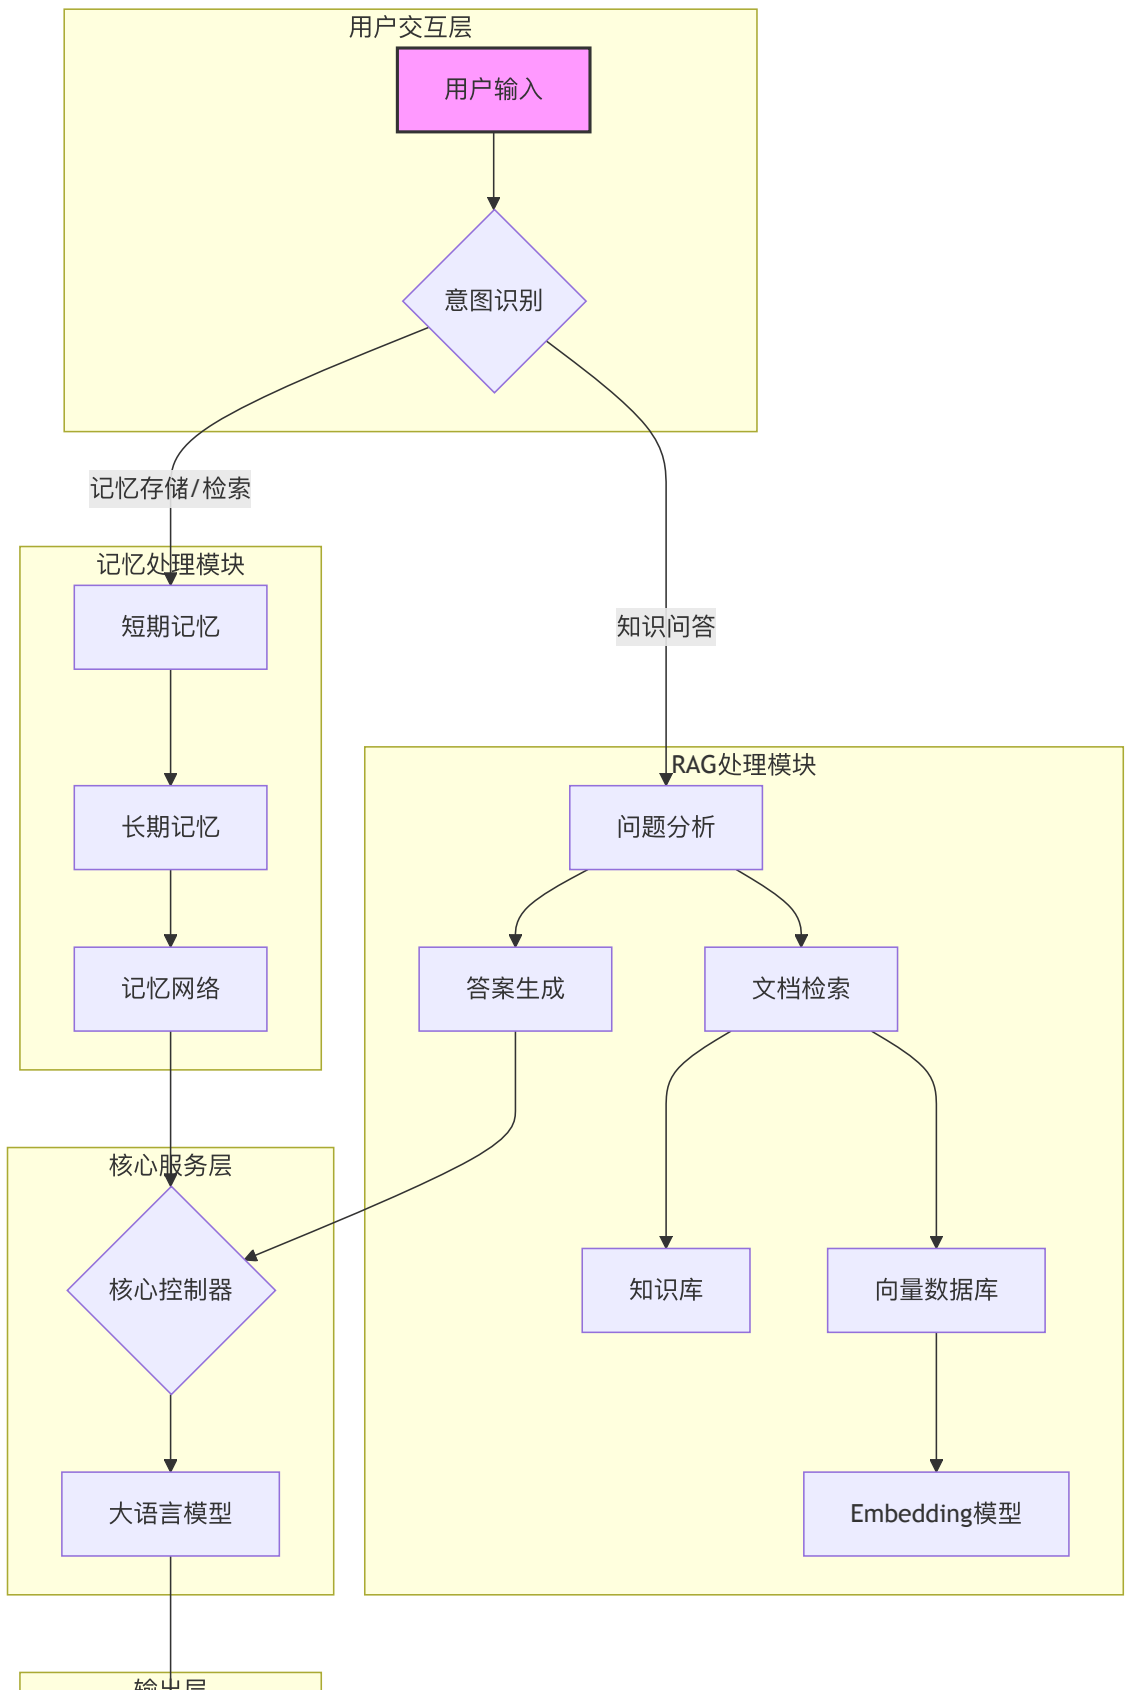 用户交互层
用户输入
意图识别
记忆存储/检索
知识问答
记忆处理模块
短期记忆
长期记忆
记忆网络
RAG处理模块
问题分析
答案生成
文档检索
知识库
向量数据库
Embedding模型
核心服务层
核心控制器
大语言模型
输出层